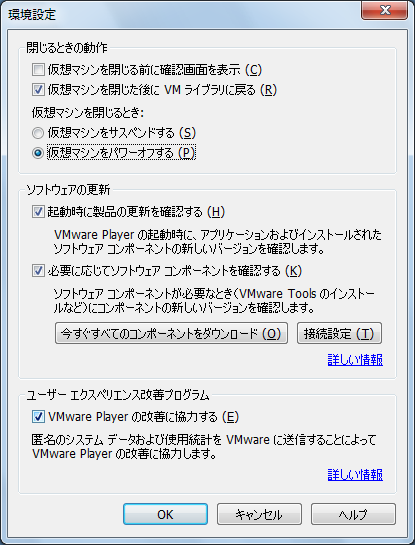 環境設定
閉じるときの動作
仮想マシンを閉じる前に確認画面を表示 (C)
仮想マシンを閉じた後に VM ライブラリに戻る (R)
仮想マシンを閉じるとき:
仮想マシンをサスペンドする (S)
仮想マシンをパワーオフする (P)
ソフトウェアの更新
起動時に製品の更新を確認する (H)
VMware Player の起動時に、アプリケーションおよびインストールされた
ソフトウェア コンポーネントの新しいバージョンを確認します。
必要に応じてソフトウェア コンポーネントを確認する (K)
ソフトウェア コンポーネントが必要なとき(VMware Tools のインストー
ルなど)にコンポーネントの新しいバージョンを確認します。
今すぐすべてのコンポーネントをダウンロード (O)
接続設定 (T)
詳しい情報
ユーザー エクスペリエンス改善プログラム
VMware Player の改善に協力する (E)
匿名のシステム データおよび使用統計を VMware に送信することによって
VMware Player の改善に協力します。
詳しい情報
OK
キャンセル
ヘルプ